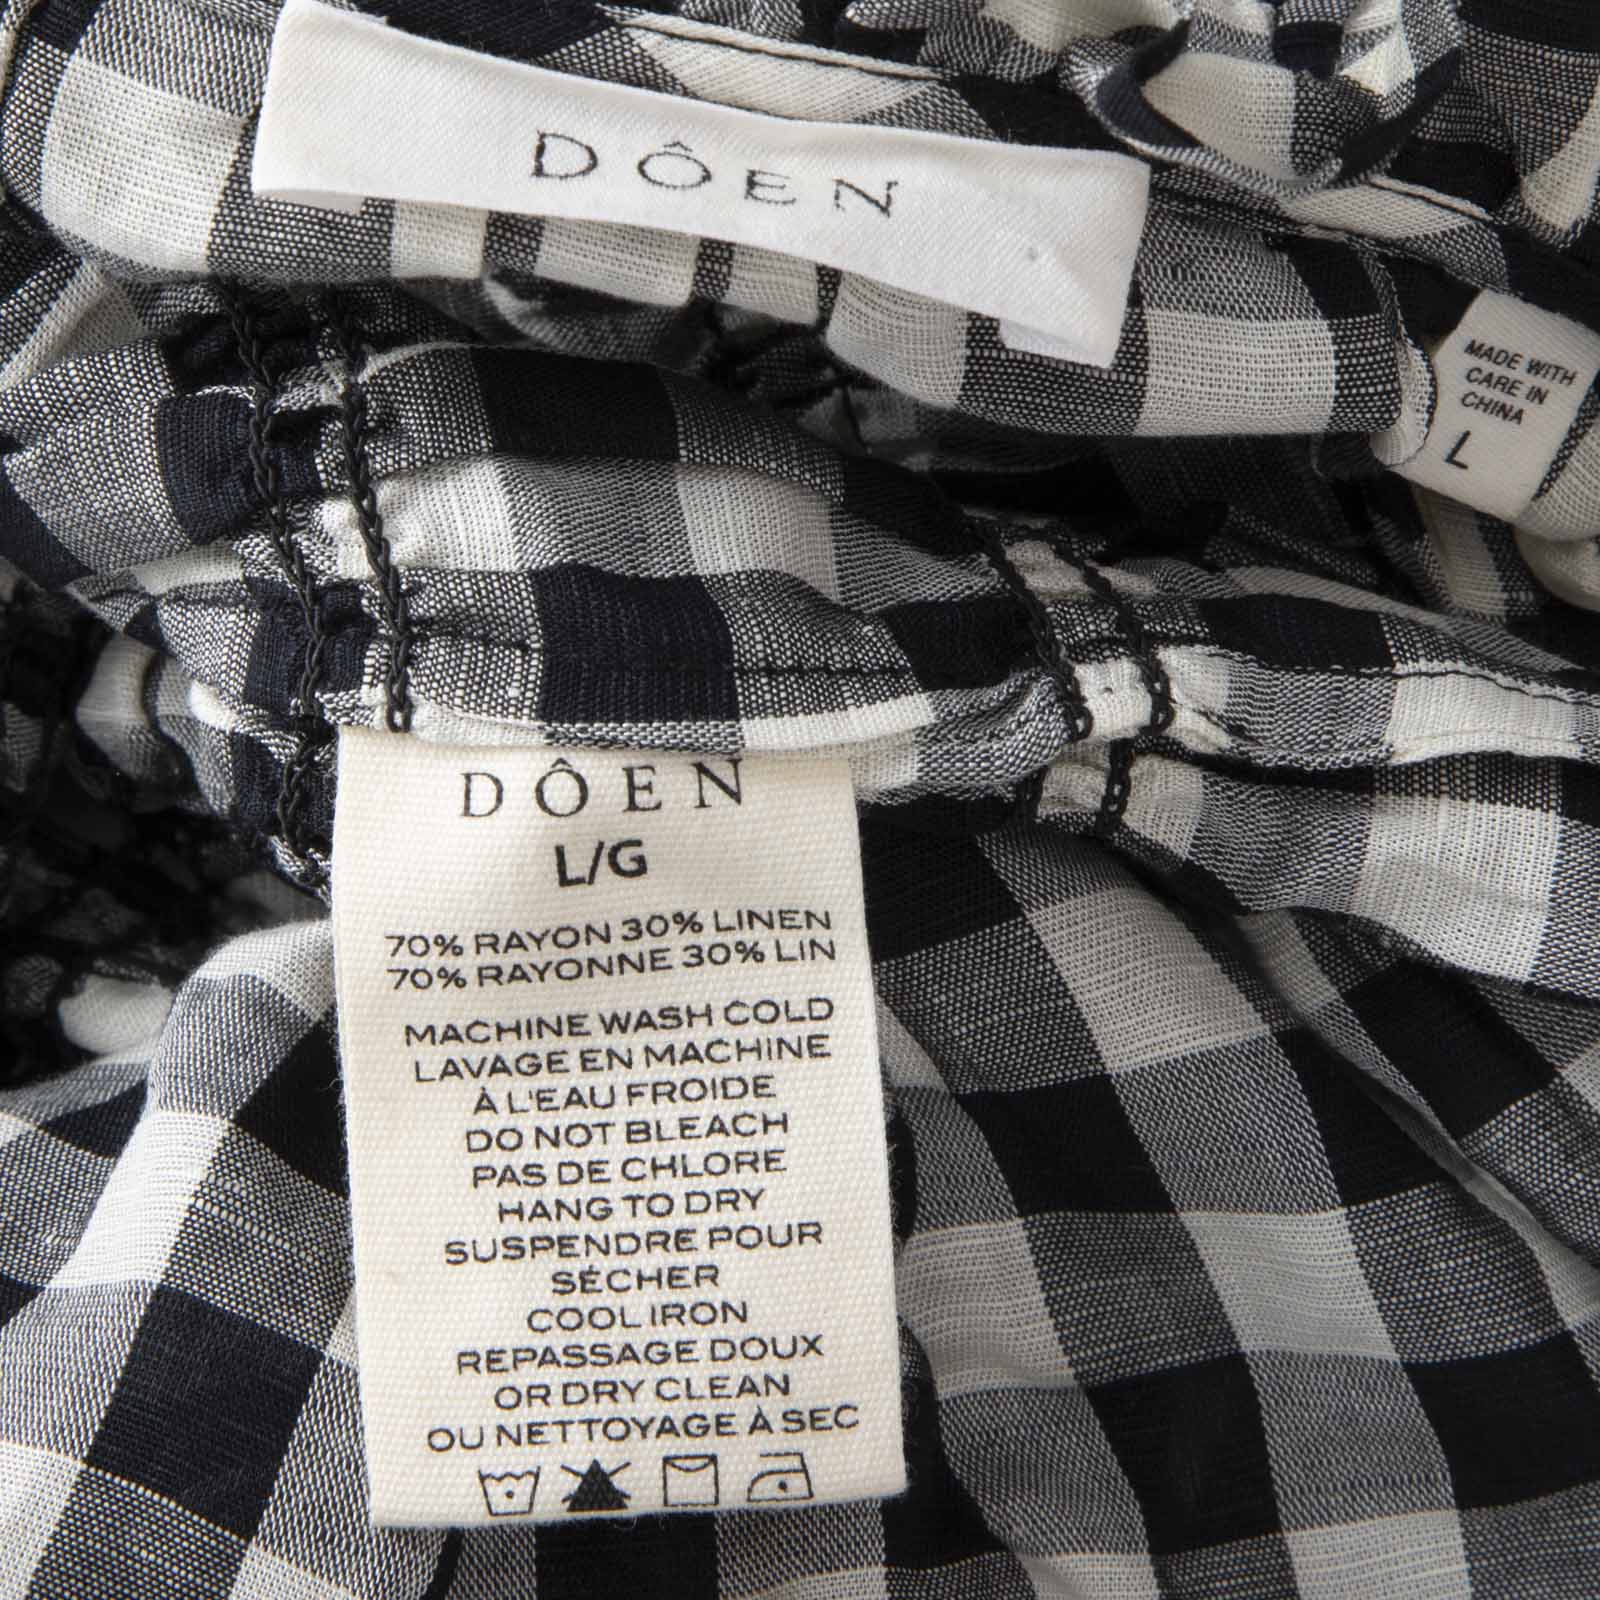 DÔEN
MADE WITH
CARE IN
CHINA
L
DÔEN
L/G
70% RAYON 30% LINEN
70% RAYONNE 30% LIN
MACHINE WASH COLD
LAVAGE EN MACHINE
À L'EAU FROIDE
DO NOT BLEACH
PAS DE CHLORE
HANG TO DRY
SUSPENDRE POUR
SÉCHER
COOL IRON
REPASSAGE DOUX
OR DRY CLEAN
OU NETTOYAGE À SEC